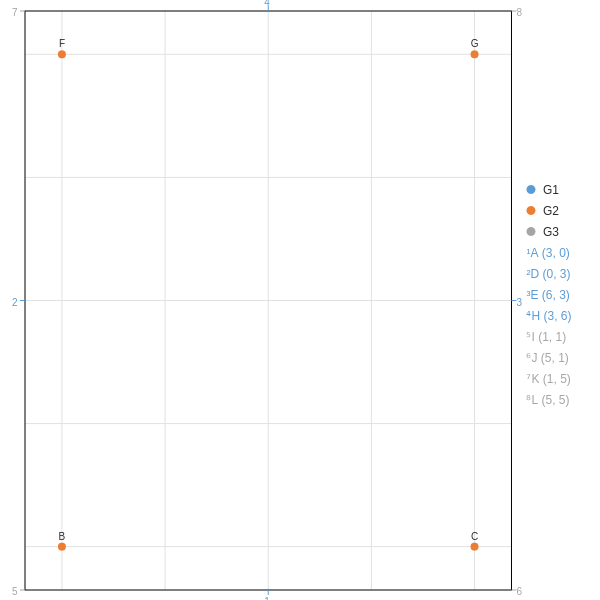 7 4 8
F G
G1
G2
G3
¹A (3, 0)
²D (0, 3)
2 3
³E (6, 3)
⁴H (3, 6)
⁵I (1, 1)
⁶J (5, 1)
⁷K (1, 5)
⁸L (5, 5)
B C
5 1 6